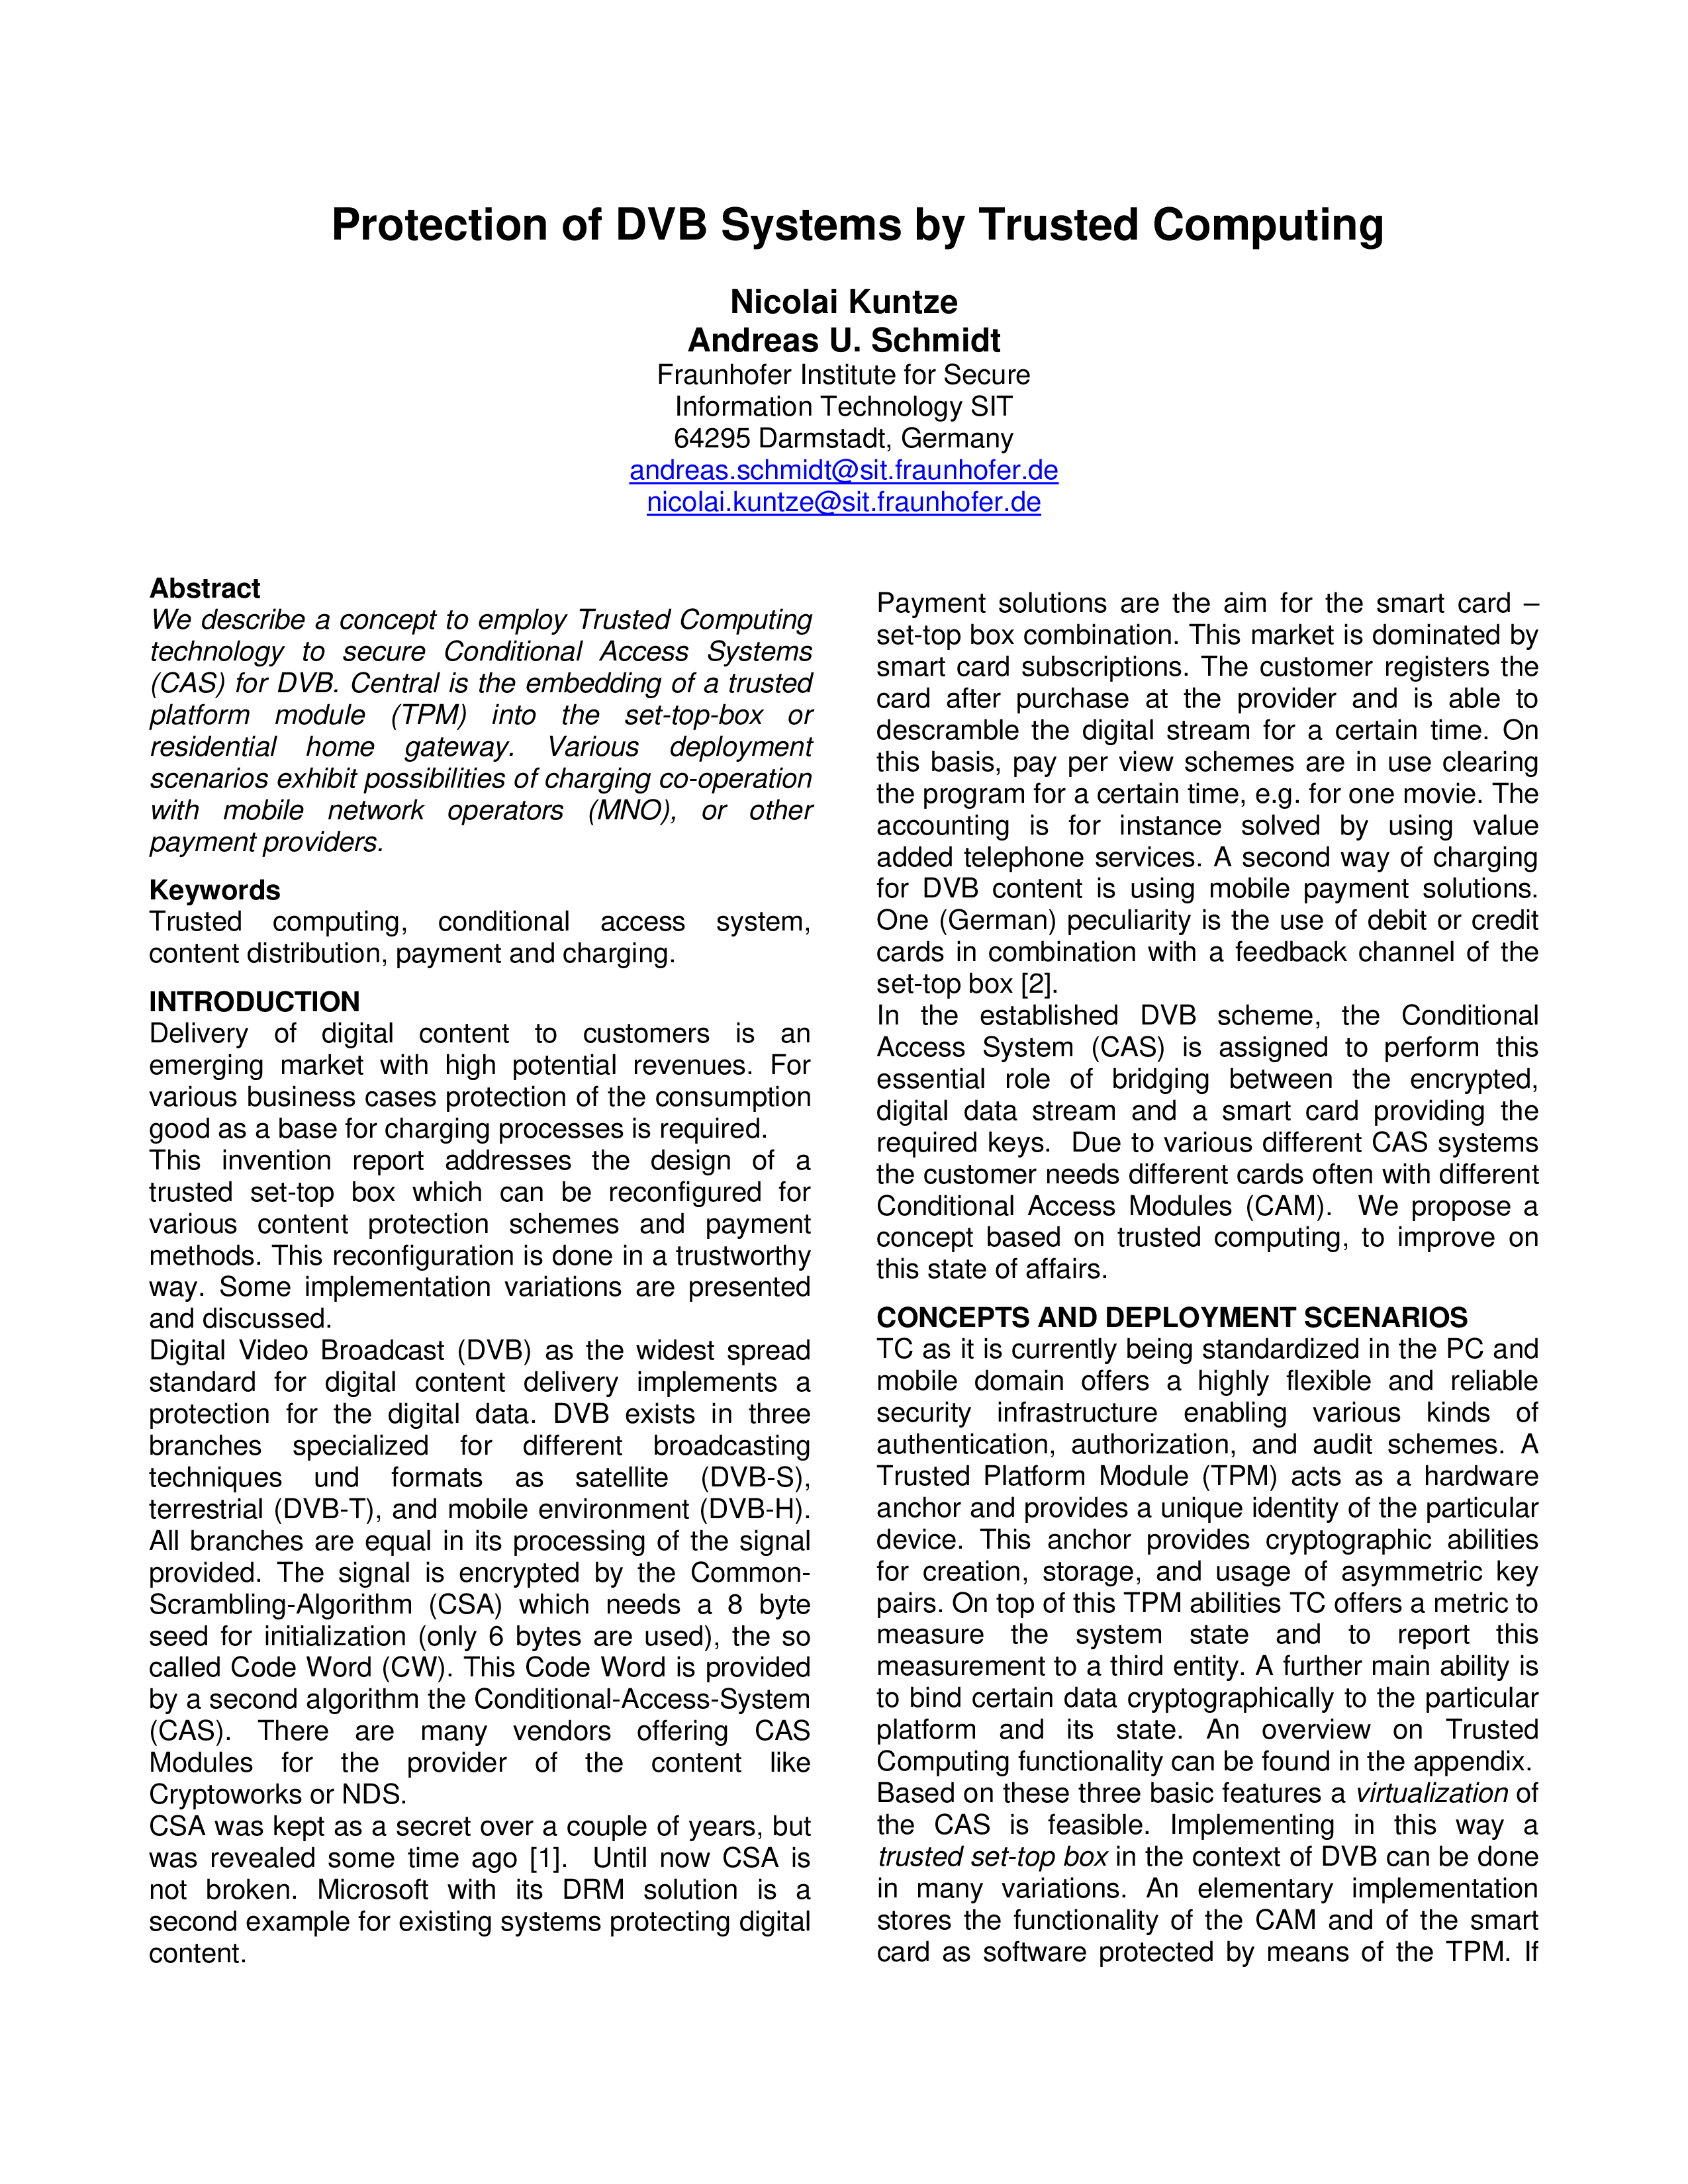 Protection of DVB Systems by Trusted Computing
Nicolai Kuntze
Andreas U. Schmidt
Fraunhofer Institute for Secure
Information Technology SIT
64295 Darmstadt, Germany
andreas.schmidt@sit.fraunhofer.de
nicolai.kuntze@sit.fraunhofer.de
Abstract
We describe a concept to employ Trusted Computing
technology to secure Conditional Access Systems
(CAS) for DVB. Central is the embedding of a trusted
platform module (TPM) into the set-top-box or
residential home gateway. Various deployment
scenarios exhibit possibilities of charging co-operation
with mobile network operators (MNO), or other
payment providers.
Keywords
Trusted computing, conditional access system,
content distribution, payment and charging.
INTRODUCTION
Delivery of digital content to customers is an
emerging market with high potential revenues. For
various business cases protection of the consumption
good as a base for charging processes is required.
This invention report addresses the design of a
trusted set-top box which can be reconfigured for
various content protection schemes and payment
methods. This reconfiguration is done in a trustworthy
way. Some implementation variations are presented
and discussed.
Digital Video Broadcast (DVB) as the widest spread
standard for digital content delivery implements a
protection for the digital data. DVB exists in three
branches specialized for different broadcasting
techniques und formats as satellite (DVB-S),
terrestrial (DVB-T), and mobile environment (DVB-H).
All branches are equal in its processing of the signal
provided. The signal is encrypted by the Common-
Scrambling-Algorithm (CSA) which needs a 8 byte
seed for initialization (only 6 bytes are used), the so
called Code Word (CW). This Code Word is provided
by a second algorithm the Conditional-Access-System
(CAS). There are many vendors offering CAS
Modules for the provider of the content like
Cryptoworks or NDS.
CSA was kept as a secret over a couple of years, but
was revealed some time ago [1]. Until now CSA is
not broken. Microsoft with its DRM solution is a
second example for existing systems protecting digital
content.
Payment solutions are the aim for the smart card –
set-top box combination. This market is dominated by
smart card subscriptions. The customer registers the
card after purchase at the provider and is able to
descramble the digital stream for a certain time. On
this basis, pay per view schemes are in use clearing
the program for a certain time, e.g. for one movie. The
accounting is for instance solved by using value
added telephone services. A second way of charging
for DVB content is using mobile payment solutions.
One (German) peculiarity is the use of debit or credit
cards in combination with a feedback channel of the
set-top box [2].
In the established DVB scheme, the Conditional
Access System (CAS) is assigned to perform this
essential role of bridging between the encrypted,
digital data stream and a smart card providing the
required keys. Due to various different CAS systems
the customer needs different cards often with different
Conditional Access Modules (CAM). We propose a
concept based on trusted computing, to improve on
this state of affairs.
CONCEPTS AND DEPLOYMENT SCENARIOS
TC as it is currently being standardized in the PC and
mobile domain offers a highly flexible and reliable
security infrastructure enabling various kinds of
authentication, authorization, and audit schemes. A
Trusted Platform Module (TPM) acts as a hardware
anchor and provides a unique identity of the particular
device. This anchor provides cryptographic abilities
for creation, storage, and usage of asymmetric key
pairs. On top of this TPM abilities TC offers a metric to
measure the system state and to report this
measurement to a third entity. A further main ability is
to bind certain data cryptographically to the particular
platform and its state. An overview on Trusted
Computing functionality can be found in the appendix.
Based on these three basic features a virtualization of
the CAS is feasible. Implementing in this way a
trusted set-top box in the context of DVB can be done
in many variations. An elementary implementation
stores the functionality of the CAM and of the smart
card as software protected by means of the TPM. If